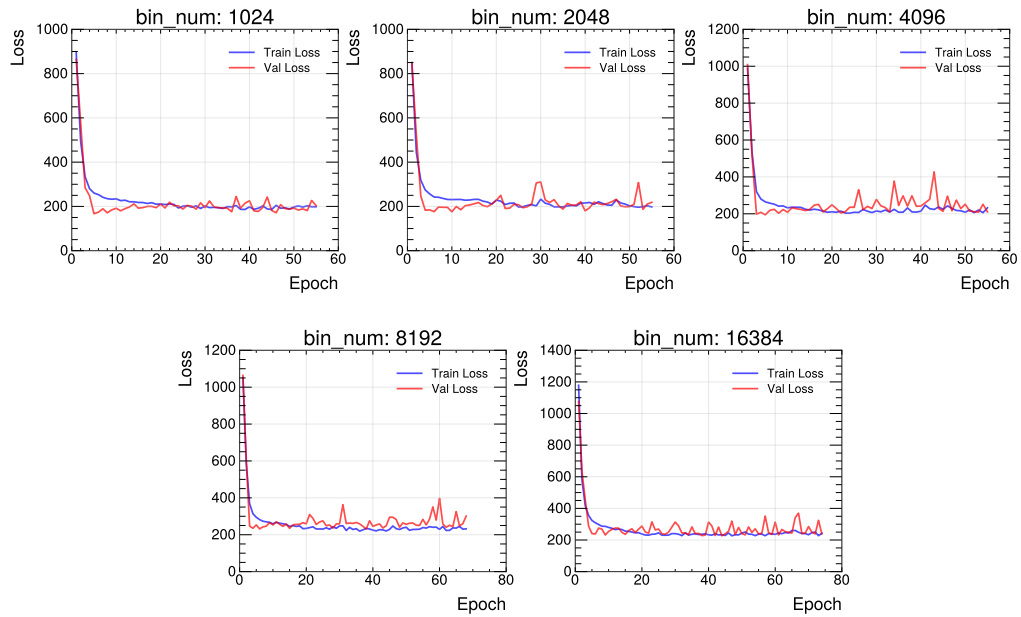 bin_num: 1024
Loss
1000
800
600
400
200
0
Train Loss
Val Loss
0 10 20 30 40 50 60
Epoch
bin_num: 2048
Loss
1000
800
600
400
200
0
Train Loss
Val Loss
0 10 20 30 40 50 60
Epoch
bin_num: 4096
Loss
1200
1000
800
600
400
200
0
Train Loss
Val Loss
0 10 20 30 40 50 60
Epoch
bin_num: 8192
Loss
1200
1000
800
600
400
200
0
Train Loss
Val Loss
0 20 40 60 80
Epoch
bin_num: 16384
Loss
1400
1200
1000
800
600
400
200
0
Train Loss
Val Loss
0 20 40 60 80
Epoch